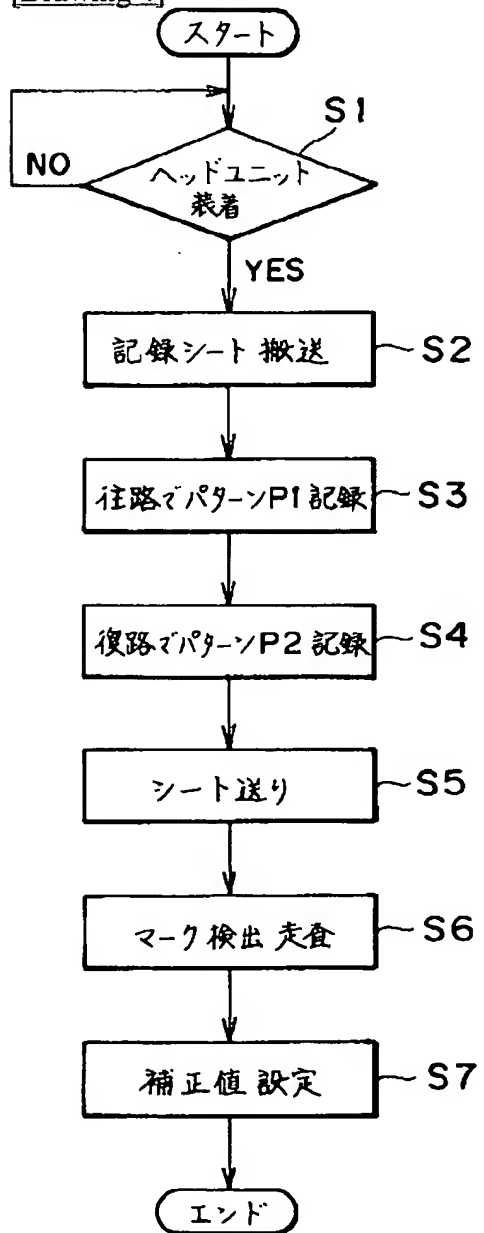 スタート
S1
NO
ヘッドユニット
装着
YES
記録シート 搬送
S2
往路でパターンP1記録
S3
復路でパターンP2記録
S4
シート送り
S5
マーク検出 走査
S6
補正値 設定
S7
エンド